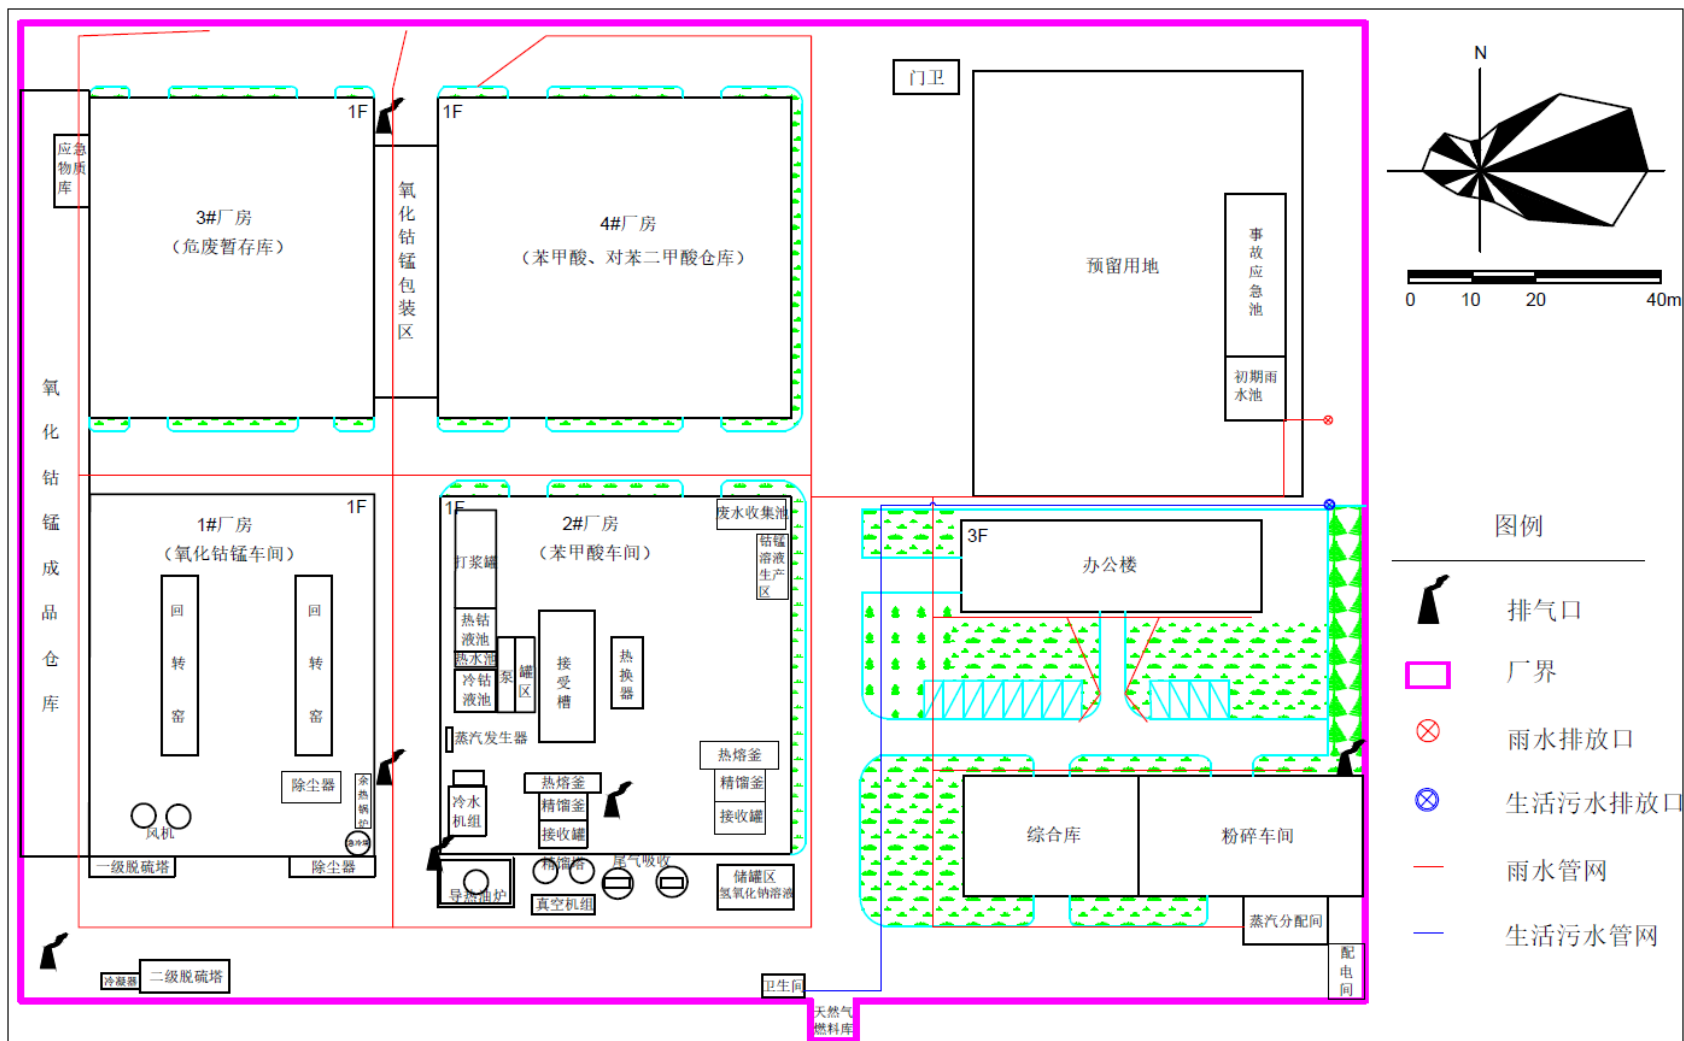 门卫
N
1F
1F
应急
物质
库
氧
化
钴
锰
包
装
区
3#厂房
（危废暂存库）
4#厂房
（苯甲酸、对苯二甲酸仓库）
预留用地
事
故
应
急
池
初期雨
水池
0 10 20 40m
氧
化
钴
锰
成
品
仓
库
1F
1#厂房
（氧化钴锰车间）
回
转
窑
回
转
窑
除尘器
余
热
锅
炉
急冷塔
风机
一级脱硫塔
除尘器
冷凝器
二级脱硫塔
1F
2#厂房
（苯甲酸车间）
废水收集池
钴锰
溶液
生产
区
打浆罐
热钴
液池
热水池
冷钴
液池
泵
罐
区
接
受
槽
热
换
器
蒸汽发生器
冷水
机组
热熔釜
精馏釜
接收罐
热熔釜
精馏釜
接收罐
导热油炉
精馏塔
尾气吸收
真空机组
储罐区
氢氧化钠溶液
卫生间
天然气
燃料库
3F
办公楼
综合库
粉碎车间
蒸汽分配间
配
电
间
图例
排气口
厂界
雨水排放口
生活污水排放口
雨水管网
生活污水管网